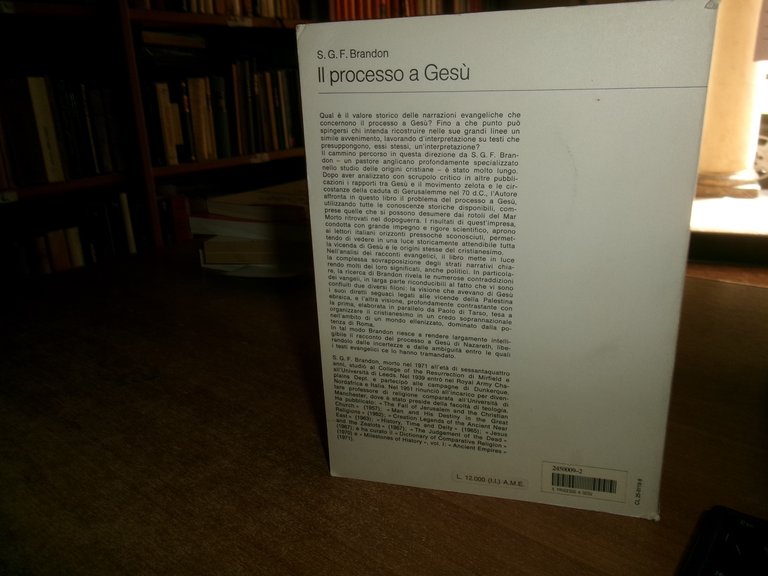 S. G. F. Brandon
Il processo a Gesù
Qual è il valore storico delle narrazioni evangeliche che
concernono il processo a Gesù? Fino a che punto può
spingersi chi intenda ricostruire nelle sue grandi linee un
simile avvenimento, lavorando d'interpretazione su testi che
presuppongono, essi stessi, un'interpretazione?
Il cammino percorso in questa direzione da S. G. F. Bran-
don – un pastore anglicano profondamente specializzato
nello studio delle origini cristiane – è stato molto lungo.
Dopo aver analizzato con scrupolo critico in altre pubbli-
cazioni i rapporti tra Gesù e il movimento zelota e le cir-
costanze della caduta di Gerusalemme nel 70 d.C., l'Autore
affronta in questo libro il problema del processo a Gesù,
utilizzando tutte le conoscenze storiche disponibili, com-
prese quelle che si possono desumere dai rotoli del Mar
Morto ritrovati nel dopoguerra. I risultati di quest'impresa,
condotta con grande impegno e rigore scientifico, aprono
ai lettori italiani orizzonti pressoché sconosciuti, permet-
tendo di vedere in una luce storicamente attendibile tutta
la vicenda di Gesù e le origini stesse del cristianesimo.
Nell'analisi dei racconti evangelici, il libro mette in luce
la complessa sovrapposizione degli strati narrativi chia-
rendo molti dei loro significati, anche politici. In particola-
re, la ricerca di Brandon rivela le numerose contraddizioni
dei vangeli, in larga parte riconducibili al fatto che vi sono
confluiti due diversi filoni: la visione che avevano di Gesù
i suoi diretti seguaci legati alle vicende della Palestina
ebraica, e l'altra visione, profondamente contrastante con
la prima, elaborata in parallelo da Paolo di Tarso, tesa a
organizzare il cristianesimo in un credo soprannazionale
nell'ambito di un mondo ellenizzato, dominato dalla po-
tenza di Roma.
In tal modo Brandon riesce a rendere largamente intelli-
gibile il racconto del processo a Gesù di Nazareth, libe-
randolo dalle incertezze e dalle ambiguità entro le quali
i testi evangelici ce lo hanno tramandato.
S. G. F. Brandon, morto nel 1971 all'età di sessantaquattro
anni, studiò al College of the Resurrection di Mirfield e
all'Università di Leeds. Nel 1939 entrò nel Royal Army Cha-
plains Dept. e partecipò alle campagne di Dunkerque,
Nordafrica e Italia. Nel 1951 rinunciò all'incarico per diven-
tare professore di religione comparata all'Università di
Manchester, dove è stato preside della facoltà di teologia.
Ha pubblicato: « The Fall of Jerusalem and the Christian
Church » (1957); « Man and His Destiny in the Great
Religions » (1962); « Creation Legends of the Ancient Near
East » (1963); « History, Time and Deity » (1965); « Jesus
and the Zealots » (1967); « The Judgement of the Dead »
(1967); e ha curato il « Dictionary of Comparative Religion »
(1970) e « Milestones of History », vol. I: « Ancient Empires »
(1971).
L. 12.000 (i.i.) A.M.E.
2450009-2
IL PROCESSO A GESU